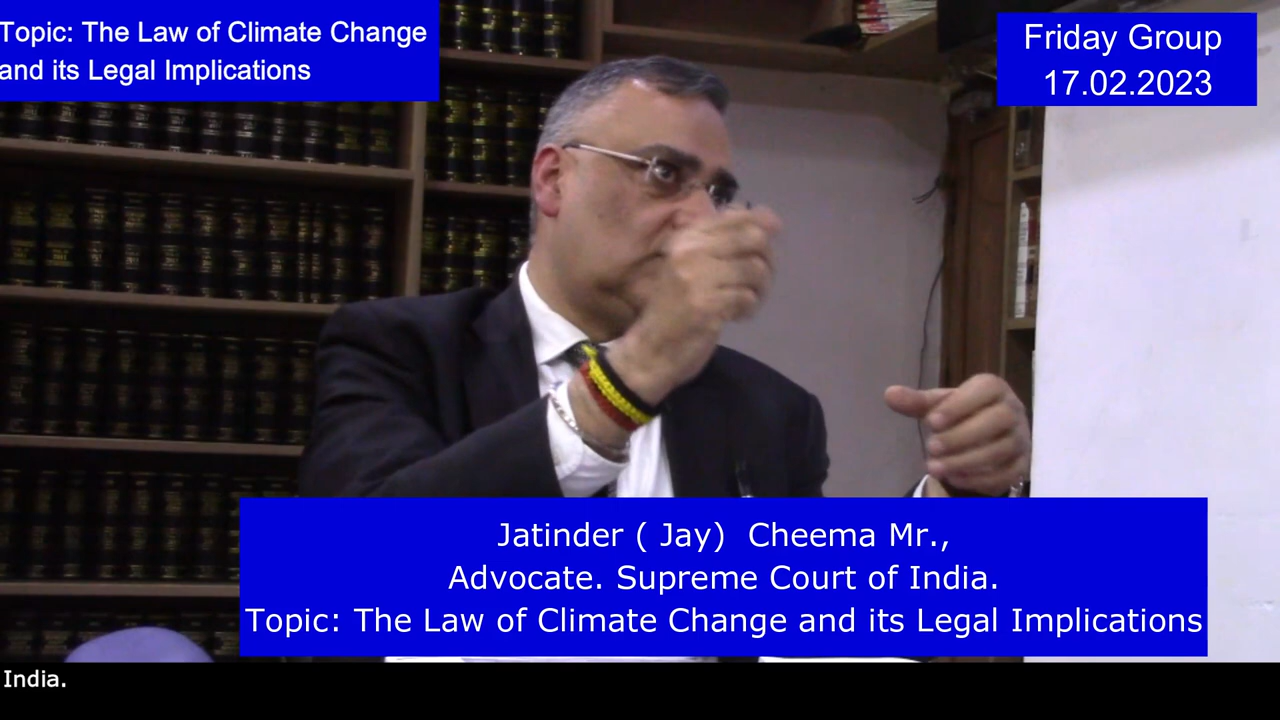 Topic: The Law of Climate Change
and its Legal Implications
Friday Group
17.02.2023
Jatinder ( Jay)  Cheema Mr.,
Advocate. Supreme Court of India.
Topic: The Law of Climate Change and its Legal Implications
India.